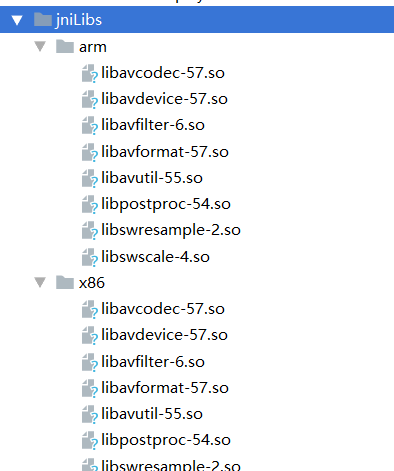 jniLibs
arm
libavcodec-57.so
libavdevice-57.so
libavfilter-6.so
libavformat-57.so
libavutil-55.so
libpostproc-54.so
libswresample-2.so
libswscale-4.so
x86
libavcodec-57.so
libavdevice-57.so
libavfilter-6.so
libavformat-57.so
libavutil-55.so
libpostproc-54.so
libswresample-2.so